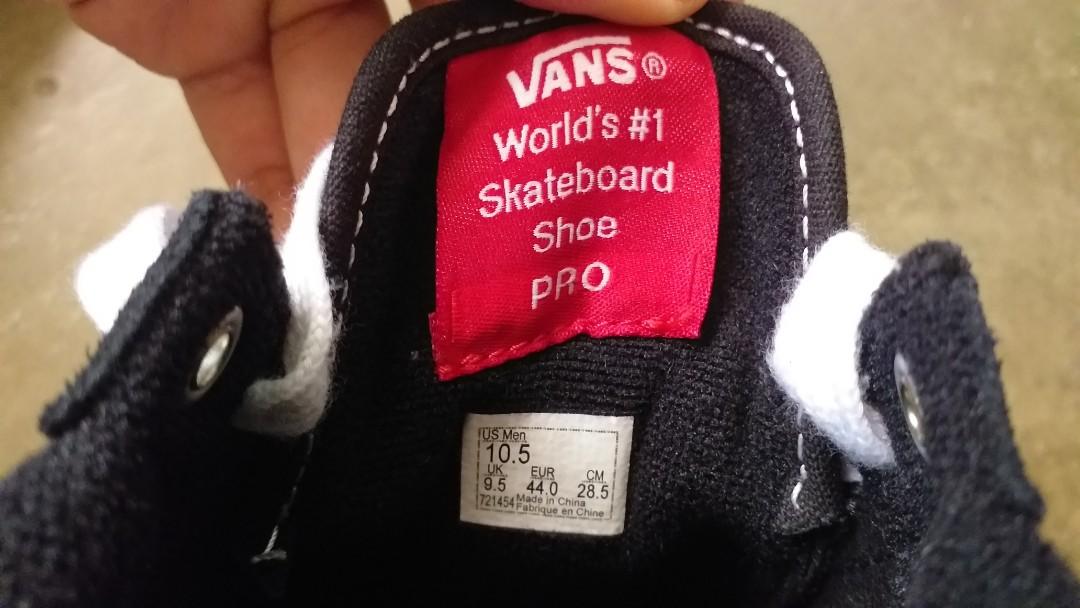 VANS®
World's #1
Skateboard
Shoe
PRO
US Men
10.5
UK EUR CM
9.5 44.0 28.5
721454 Made in China
Fabrique en Chine